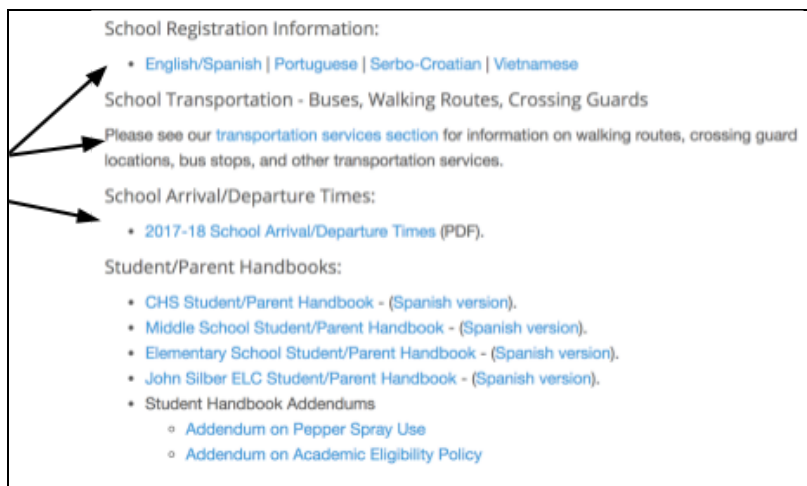 School Registration Information:
• English/Spanish | Portuguese | Serbo-Croatian | Vietnamese
School Transportation - Buses, Walking Routes, Crossing Guards
Please see our transportation services section for information on walking routes, crossing guard
locations, bus stops, and other transportation services.
School Arrival/Departure Times:
• 2017-18 School Arrival/Departure Times (PDF).
Student/Parent Handbooks:
• CHS Student/Parent Handbook - (Spanish version).
• Middle School Student/Parent Handbook - (Spanish version).
• Elementary School Student/Parent Handbook - (Spanish version).
• John Silber ELC Student/Parent Handbook - (Spanish version).
• Student Handbook Addendums
◦ Addendum on Pepper Spray Use
◦ Addendum on Academic Eligibility Policy